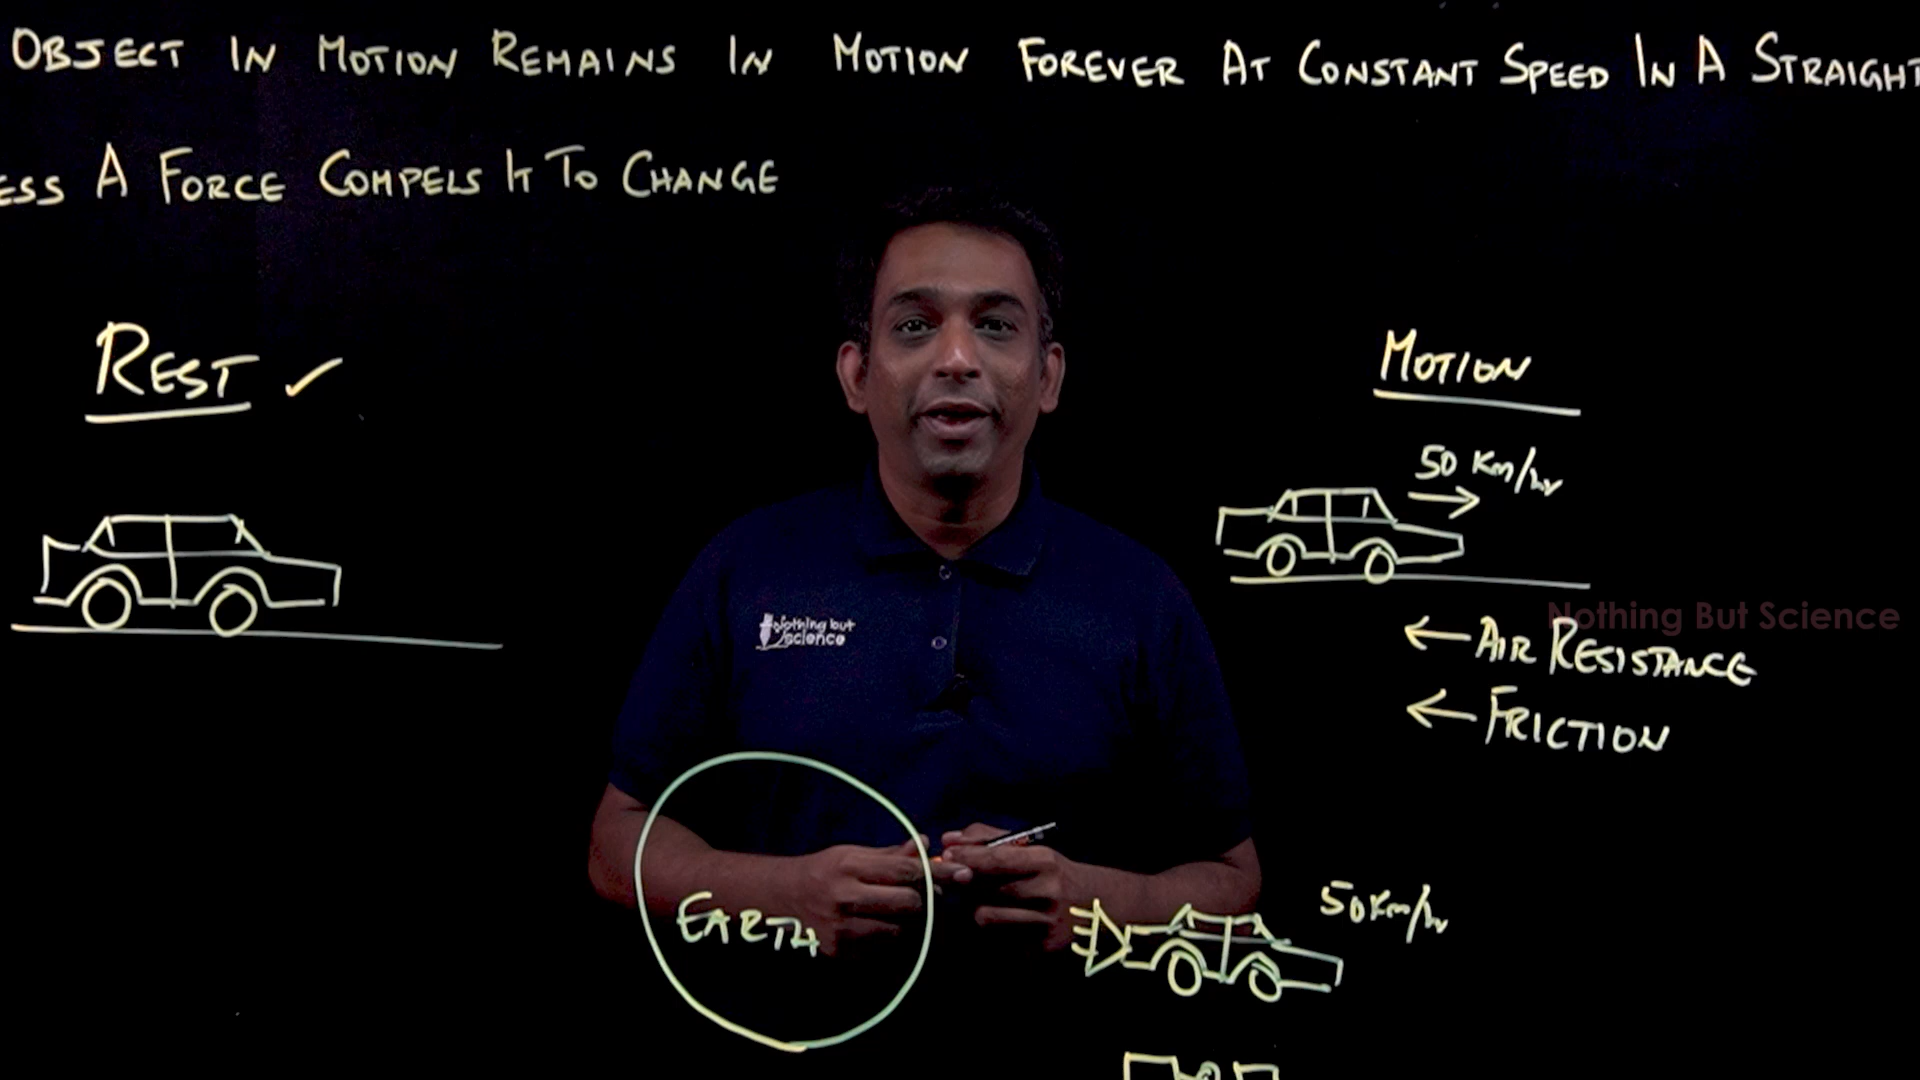 OBJECT IN MOTION REMAINS IN MOTION FOREVER AT CONSTANT SPEED IN A STRAIGHT
ESS A FORCE COMPELS IT TO CHANGE
REST ✓
MOTION
50 Km/hr
Nothing but
science
Nothing But Science
← AIR RESISTANCE
← FRICTION
EARTH
50 Km/hr